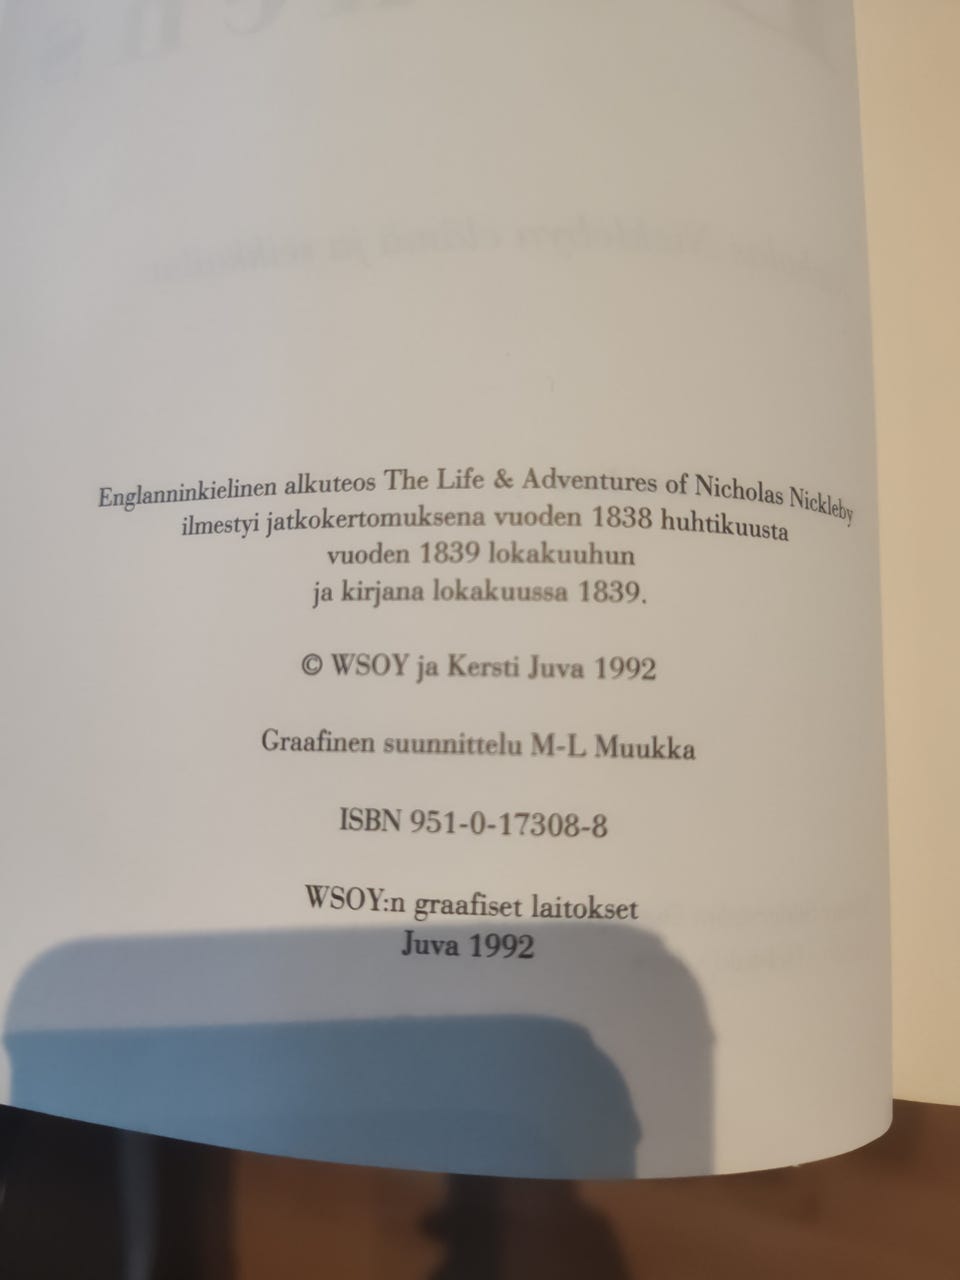 Englanninkielinen alkuteos The Life & Adventures of Nicholas Nickleby
ilmestyi jatkokertomuksena vuoden 1838 huhtikuusta
vuoden 1839 lokakuuhun
ja kirjana lokakuussa 1839.
© WSOY ja Kersti Juva 1992
Graafinen suunnittelu M-L Muukka
ISBN 951-0-17308-8
WSOY:n graafiset laitokset
Juva 1992